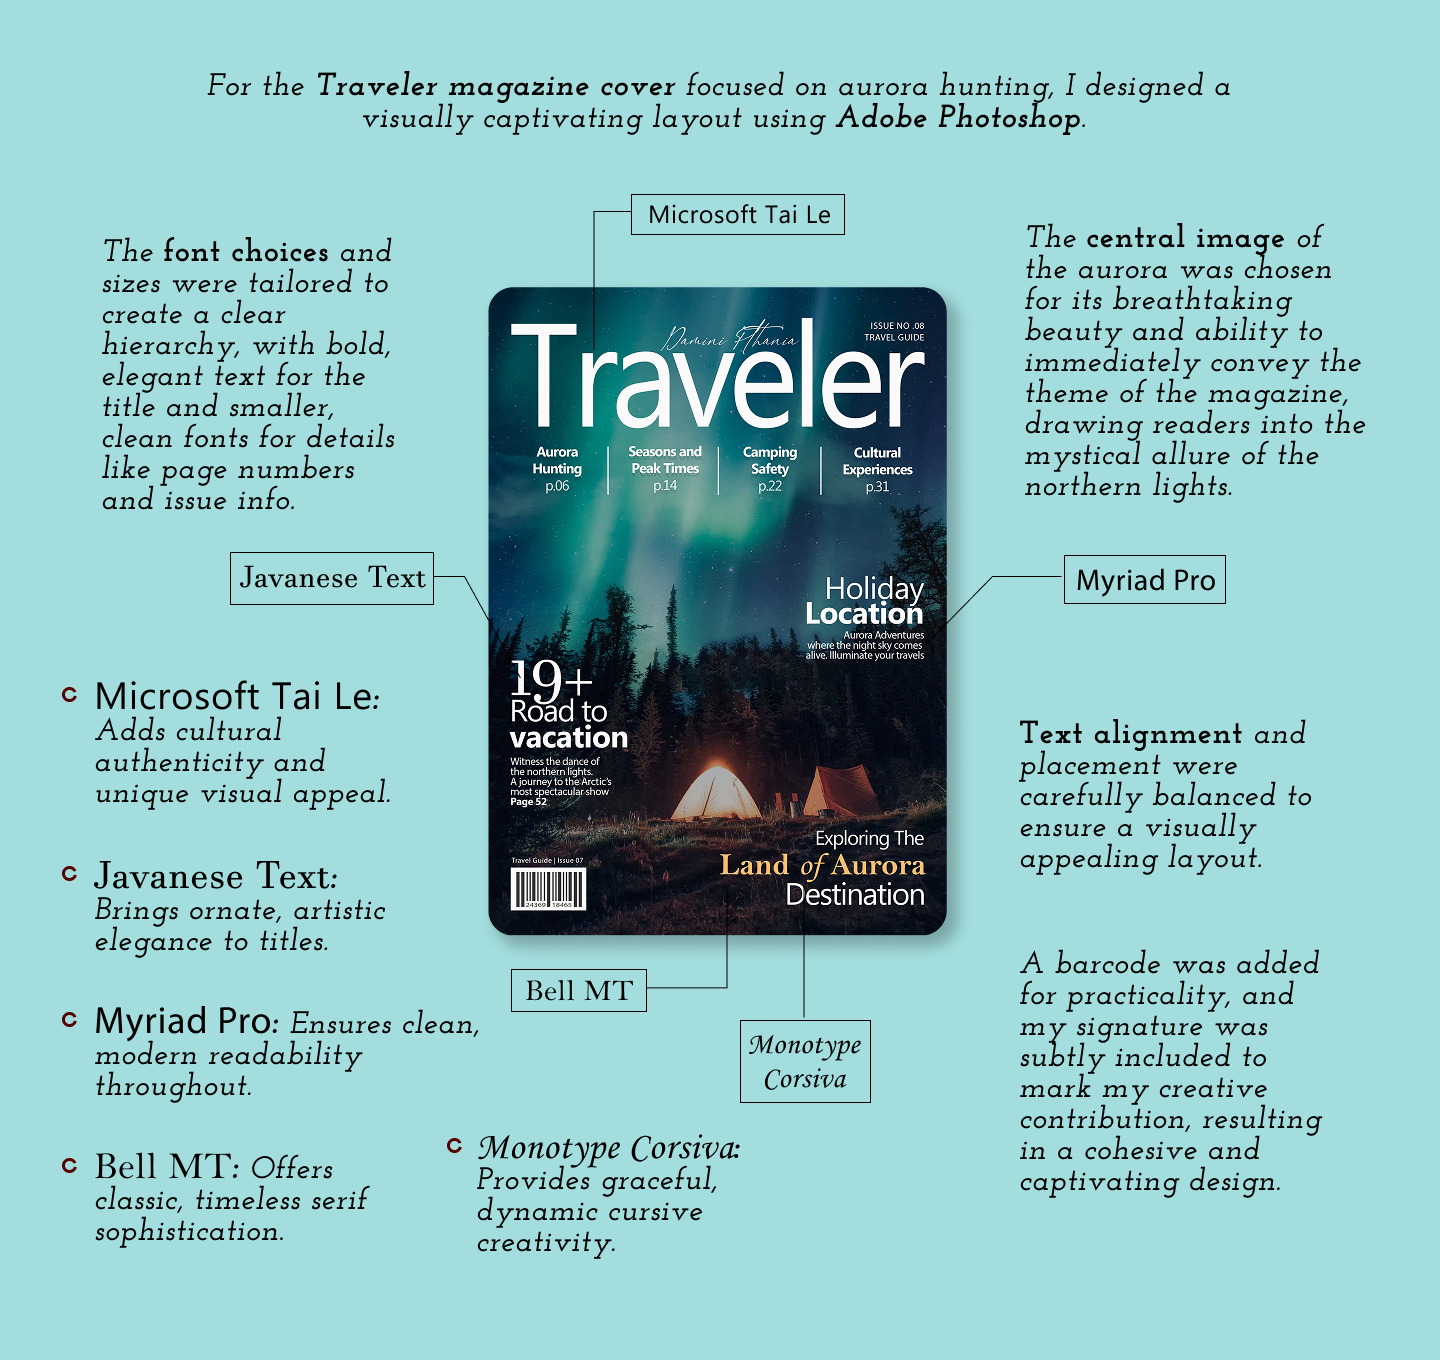 For the Traveler magazine cover focused on aurora hunting, I designed a
visually captivating layout using Adobe Photoshop.
Microsoft Tai Le
The font choices and
sizes were tailored to
create a clear
hierarchy, with bold,
elegant text for the
title and smaller,
clean fonts for details
like page numbers
and issue info.
The central image of
the aurora was chosen
for its breathtaking
beauty and ability to
immediately convey the
theme of the magazine,
drawing readers into the
mystical allure of the
northern lights.
Javanese Text
Myriad Pro
ISSUE NO .08
TRAVEL GUIDE
Traveler
Aurora
Hunting
p.06
Seasons and
Peak Times
p.14
Camping
Safety
p.22
Cultural
Experiences
p.31
Holiday
Location
Aurora Adventures
where the night sky comes
alive. Illuminate your travels
19+
Road to
vacation
Witness the dance of
the northern lights.
A journey to the Arctic's
most spectacular show
Page 52
Exploring The
Land of Aurora
Destination
Travel Guide | Issue 07
24369 18465
Bell MT
Monotype
Corsiva
Microsoft Tai Le:
Adds cultural
authenticity and
unique visual appeal.
Javanese Text:
Brings ornate, artistic
elegance to titles.
Myriad Pro: Ensures clean,
modern readability
throughout.
Bell MT: Offers
classic, timeless serif
sophistication.
Monotype Corsiva:
Provides graceful,
dynamic cursive
creativity.
Text alignment and
placement were
carefully balanced to
ensure a visually
appealing layout.
A barcode was added
for practicality, and
my signature was
subtly included to
mark my creative
contribution, resulting
in a cohesive and
captivating design.